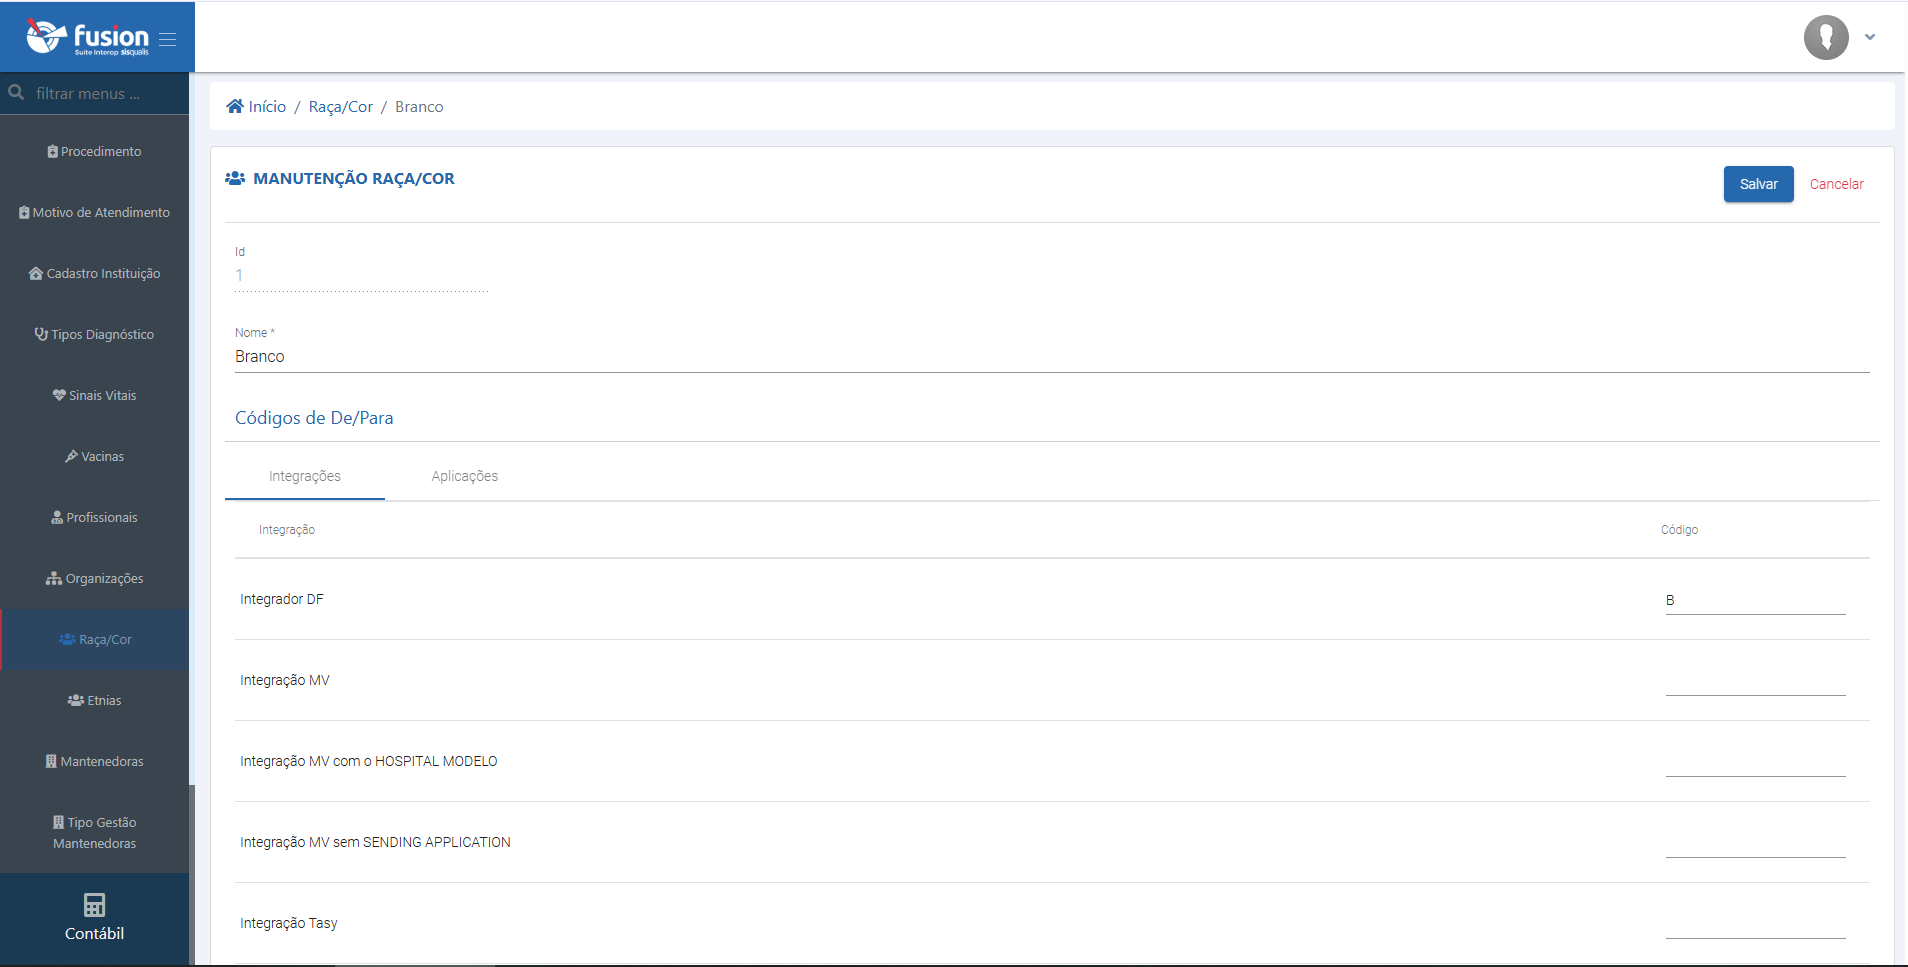 fusion
Suite Interop sisqualis
filtrar menus ...
Procedimento
Motivo de Atendimento
Cadastro Instituição
Tipos Diagnóstico
Sinais Vitais
Vacinas
Profissionais
Organizações
Raça/Cor
Etnias
Mantenedoras
Tipo Gestão
Mantenedoras
Contábil
Início / Raça/Cor / Branco
MANUTENÇÃO RAÇA/COR
Salvar Cancelar
Id
1
Nome *
Branco
Códigos de De/Para
Integrações Aplicações
Integração Código
Integrador DF B
Integração MV
Integração MV com o HOSPITAL MODELO
Integração MV sem SENDING APPLICATION
Integração Tasy